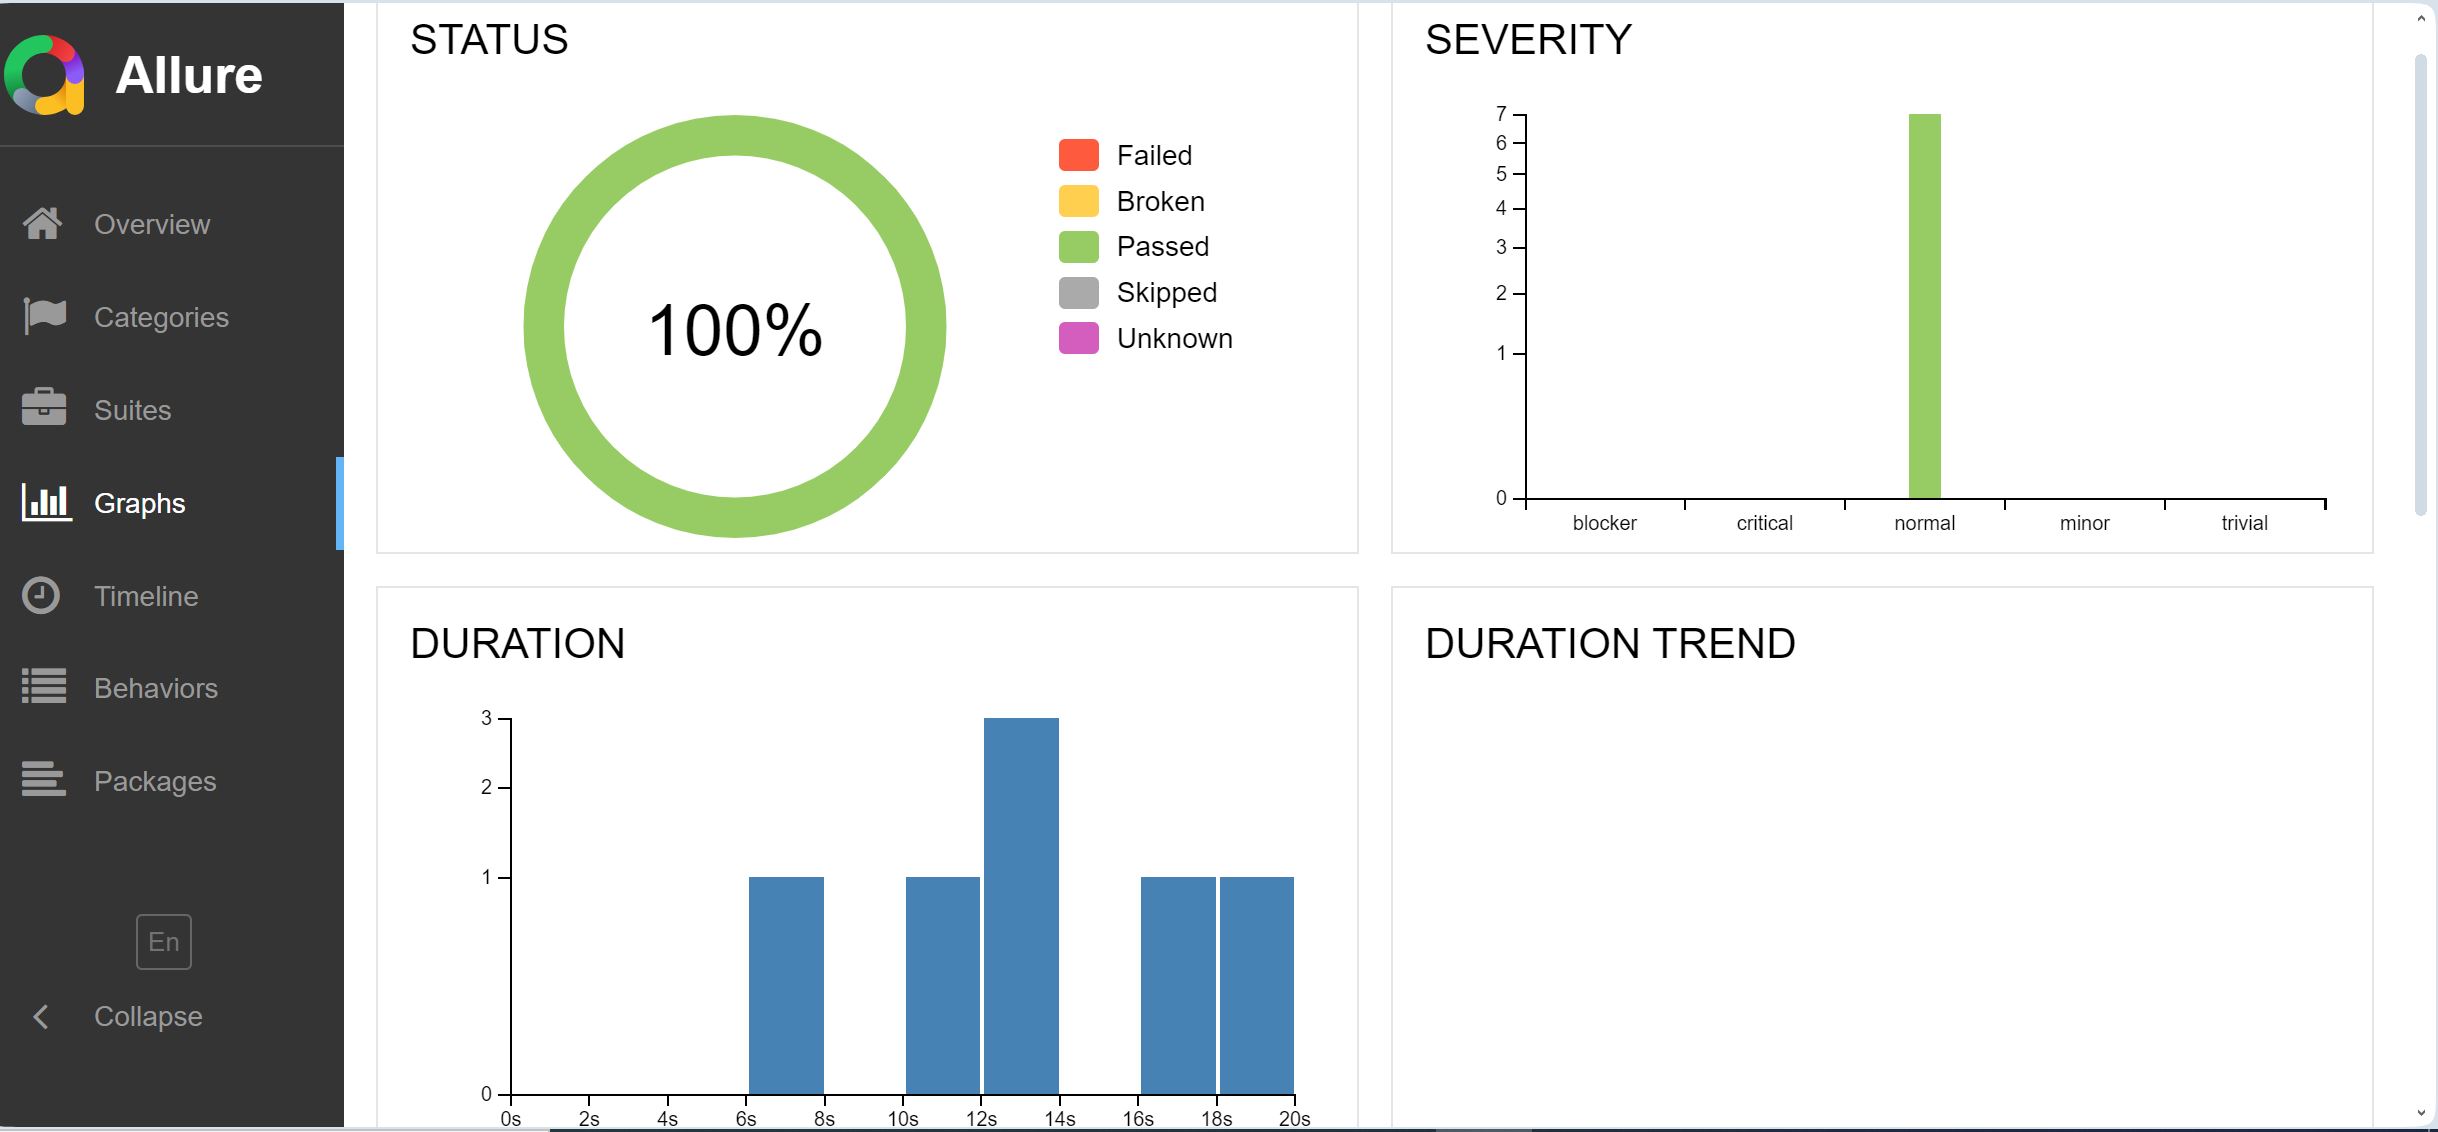 Allure
Overview
Categories
Suites
Graphs
Timeline
Behaviors
Packages
En
Collapse
STATUS
100%
Failed
Broken
Passed
Skipped
Unknown
SEVERITY
7
6
5
4
3
2
1
0
blocker critical normal minor trivial
DURATION
3
2
1
0
0s 2s 4s 6s 8s 10s 12s 14s 16s 18s 20s
DURATION TREND